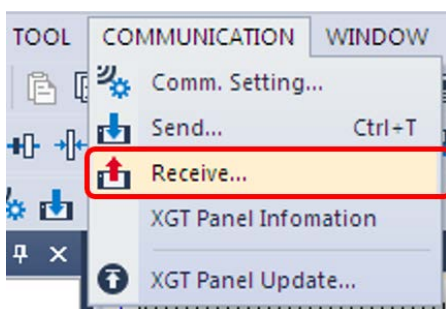 TOOL COMMUNICATION WINDOW
Comm. Setting...
Send... Ctrl+T
Receive...
XGT Panel Infomation
XGT Panel Update...